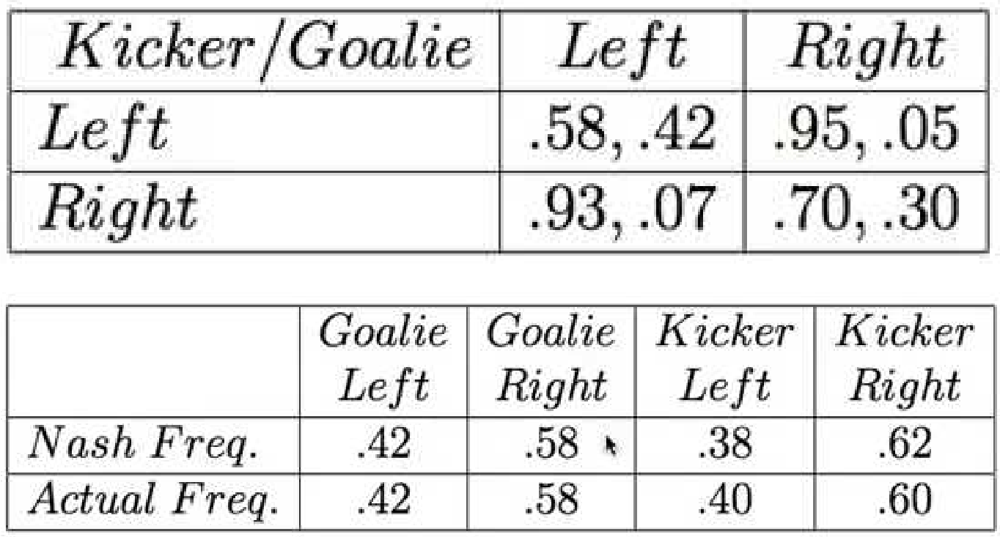 Kicker/Goalie Left Right
Left .58, .42 .95, .05
Right .93, .07 .70, .30
Goalie Goalie Kicker Kicker
Left Right Left Right
Nash Freq. .42 .58 .38 .62
Actual Freq. .42 .58 .40 .60